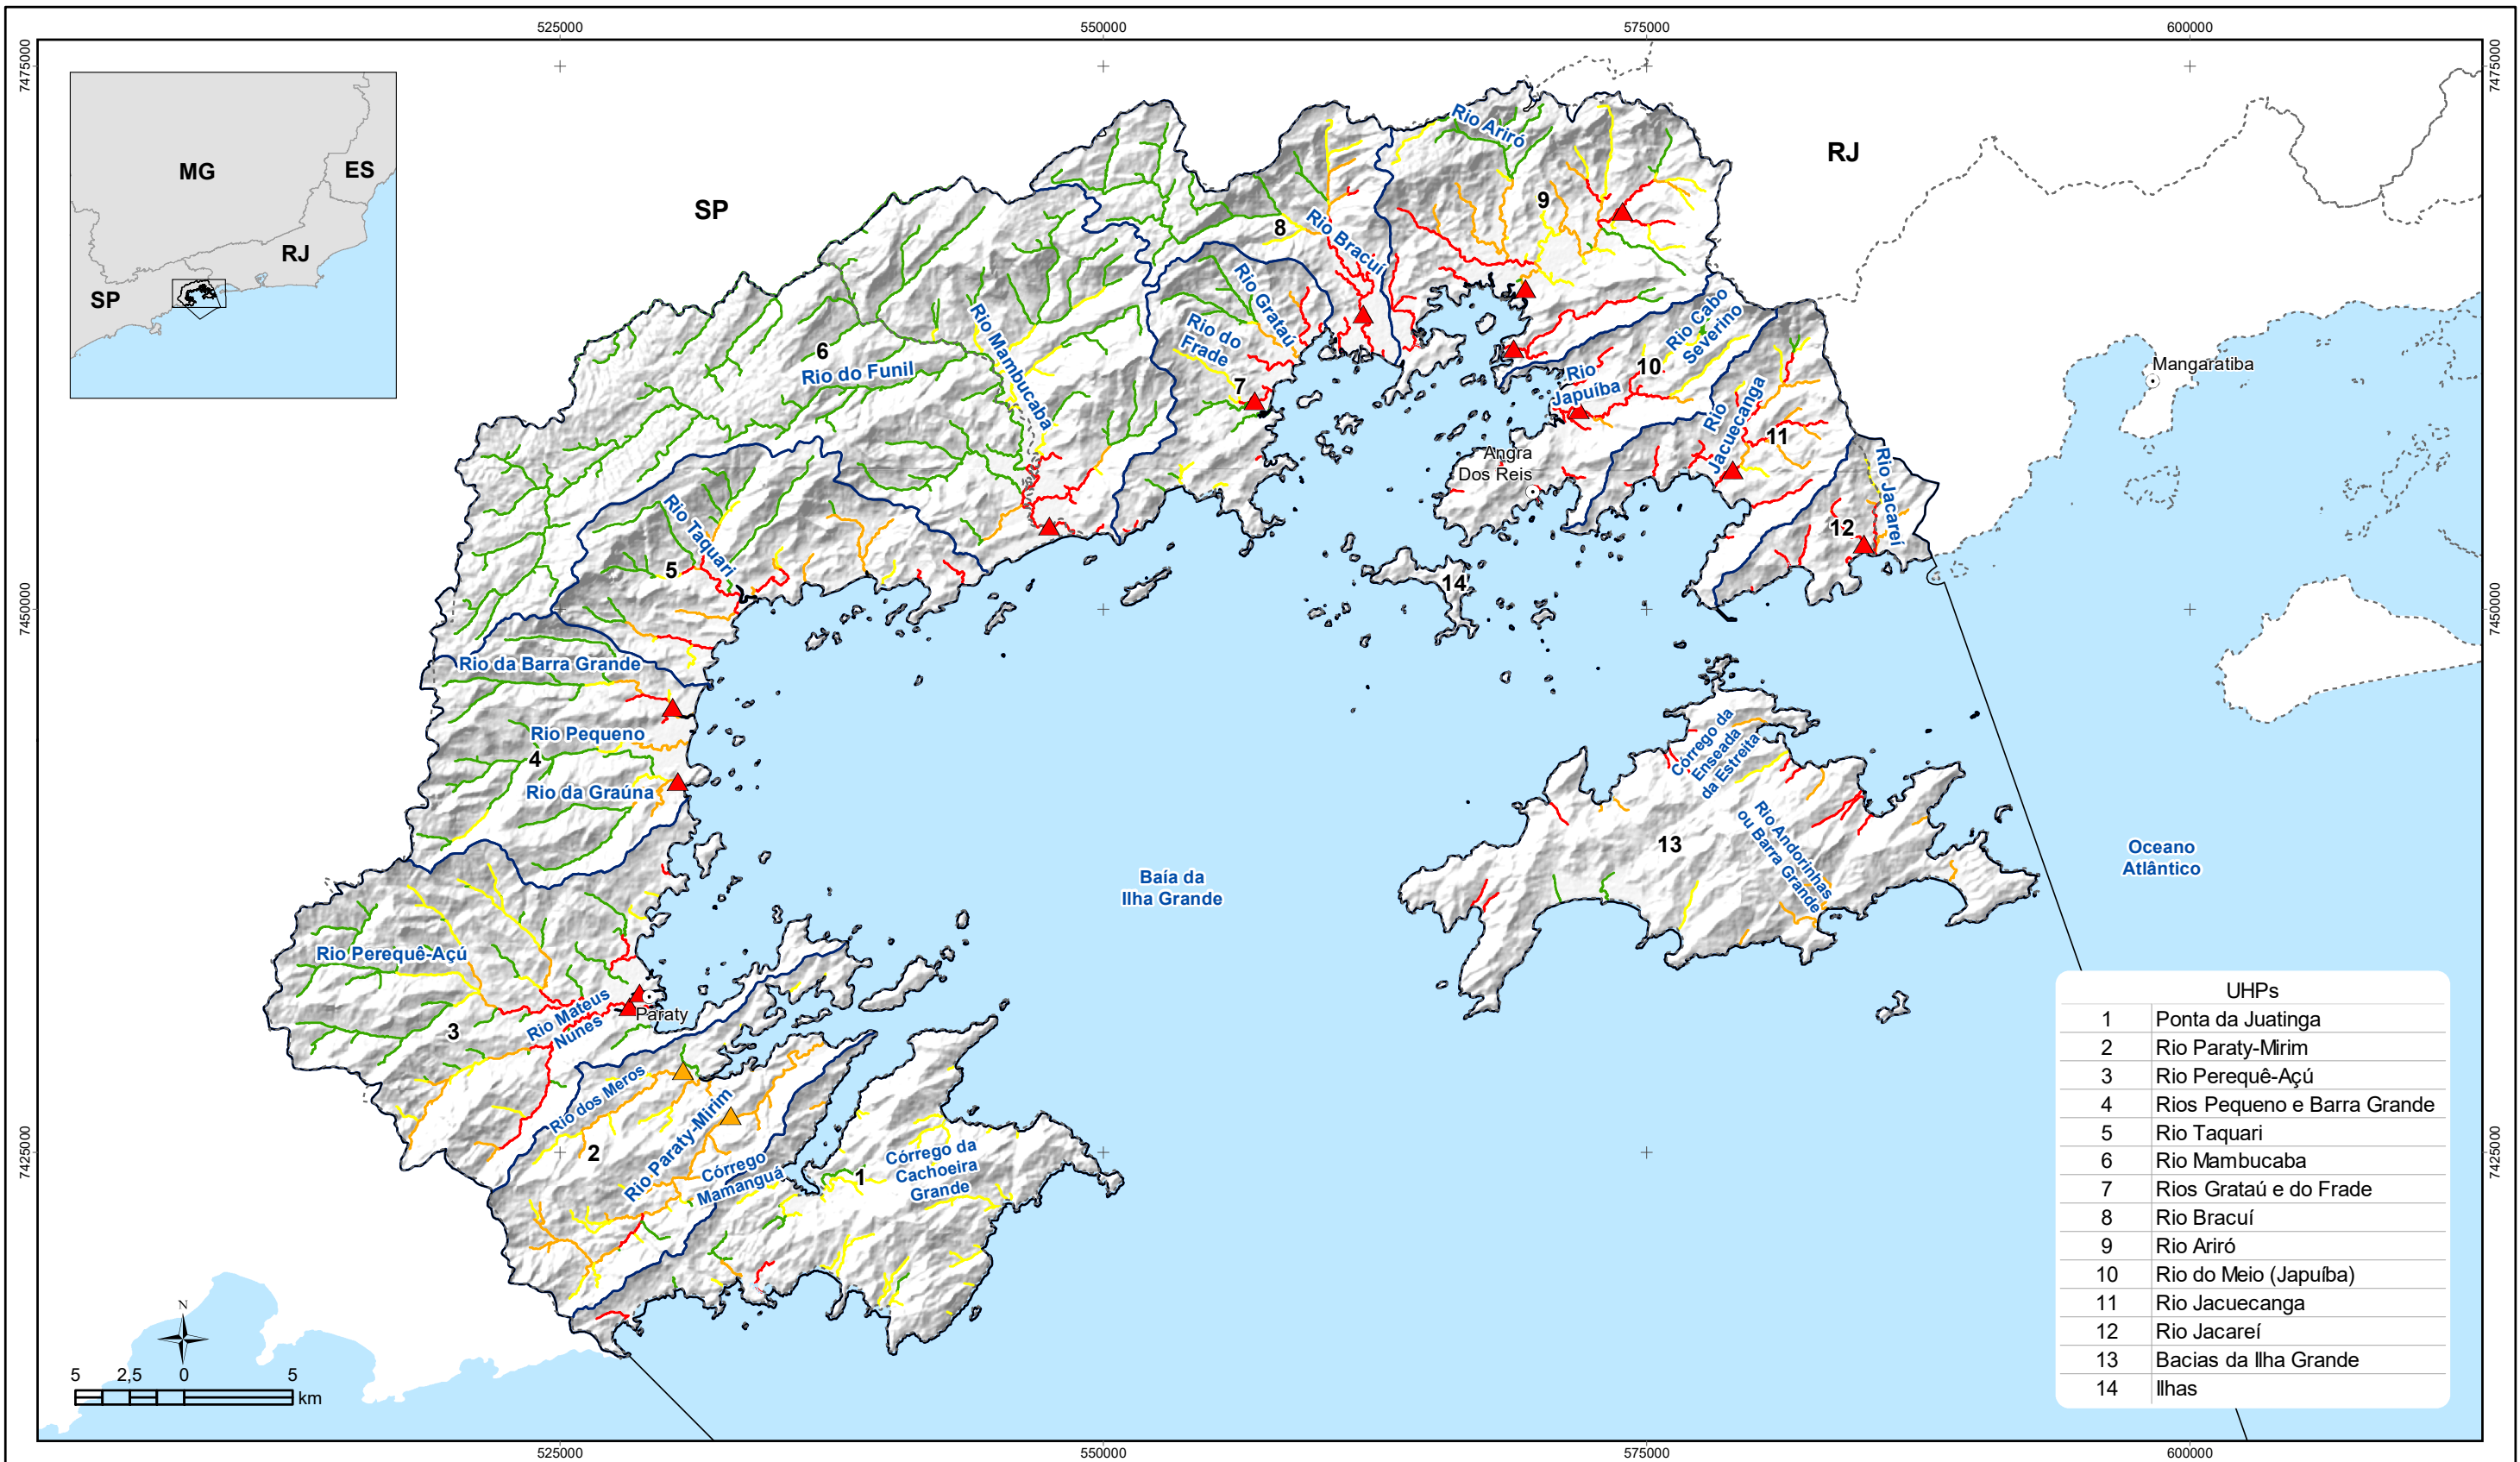 525000
550000
575000
600000
7475000
7475000
MG
ES
RJ
SP
SP
RJ
Rio Ariró
9
8
Rio Bracuí
Rio Grataú
Rio do
Frade
7
Rio Mambucaba
6
Rio do Funil
Rio Cabo
Severino
10
Rio
Japuíba
Rio
Jacuecanga
11
Mangaratiba
Angra
Dos Reis
Rio Jacareí
12
Rio Taquari
5
14
7450000
7450000
Rio da Barra Grande
Rio Pequeno
4
Rio da Graúna
Córrego da
Enseada
da Estreita
13
Rio Andorinhas
ou Barra Grande
Baía da
Ilha Grande
Oceano
Atlântico
Rio Perequê-Açú
Rio Mateus
Nunes
Paraty
3
Rio dos Meros
2
Rio Paraty-Mirim
Córrego
Mamanguá
1
Córrego da
Cachoeira
Grande
7425000
7425000
UHPs
1 Ponta da Juatinga
2 Rio Paraty-Mirim
3 Rio Perequê-Açú
4 Rios Pequeno e Barra Grande
5 Rio Taquari
6 Rio Mambucaba
7 Rios Grataú e do Frade
8 Rio Bracuí
9 Rio Ariró
10 Rio do Meio (Japuíba)
11 Rio Jacuecanga
12 Rio Jacareí
13 Bacias da Ilha Grande
14 Ilhas
N
5 2,5 0 5
km
525000
550000
575000
600000